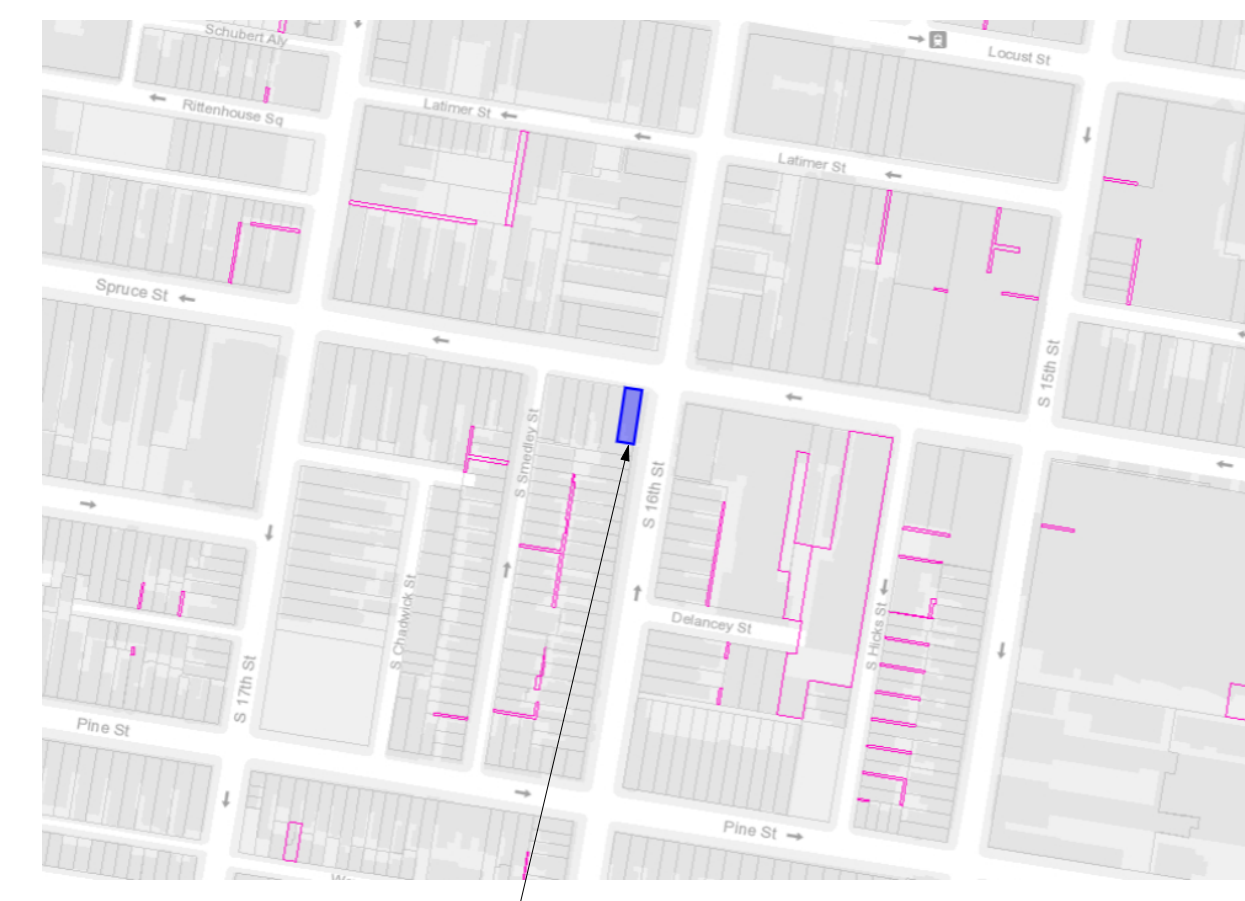 Schubert Aly
Locust St
Rittenhouse Sq
Latimer St
Latimer St
Spruce St
S 15th St
S Smedley St
S 16th St
S Chadwick St
Delancey St
S Hicks St
S 17th St
Pine St
Pine St